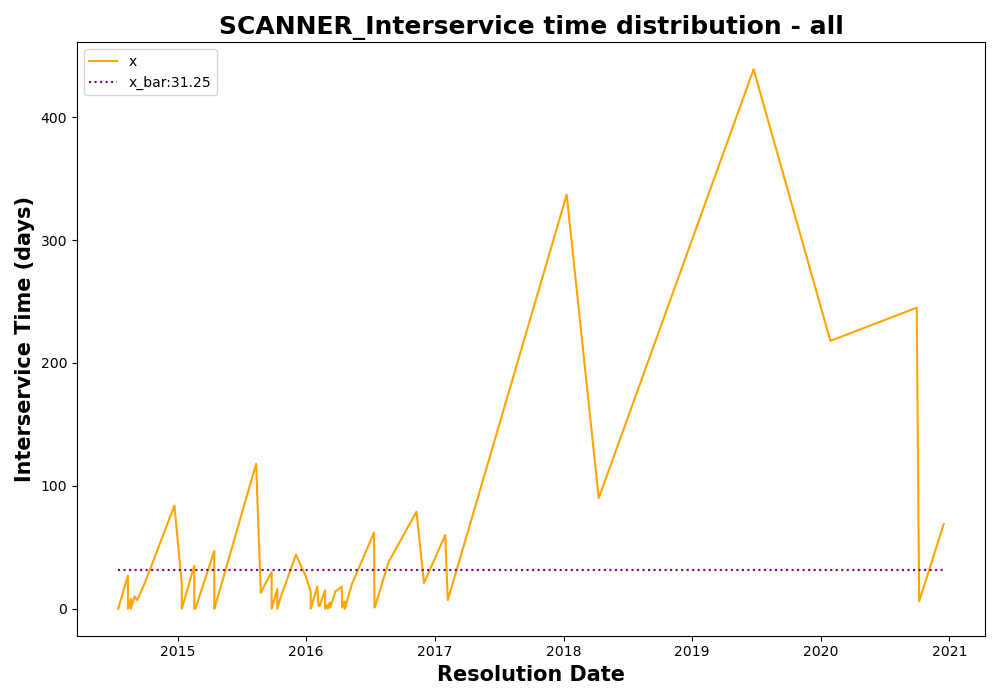 SCANNER_Interservice time distribution - all
x
x_bar:31.25
Interservice Time (days)
400
300
200
100
0
2015 2016 2017 2018 2019 2020 2021
Resolution Date